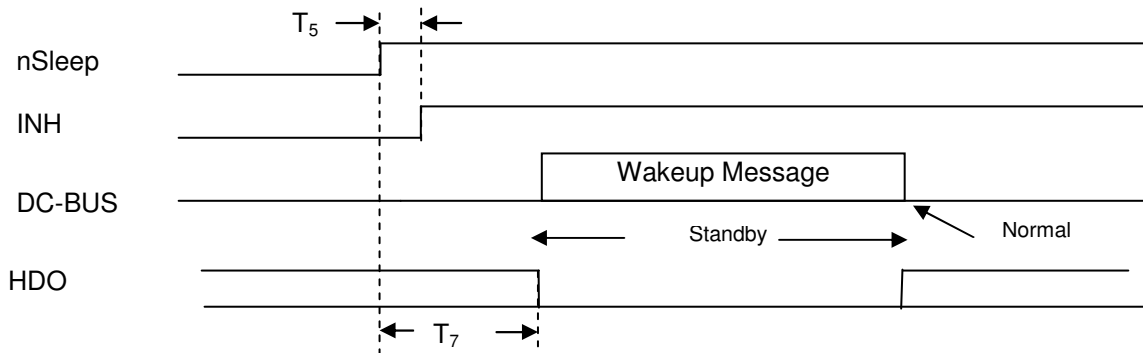 T5
nSleep
INH
Wakeup Message
DC-BUS
Standby
Normal
HDO
T7